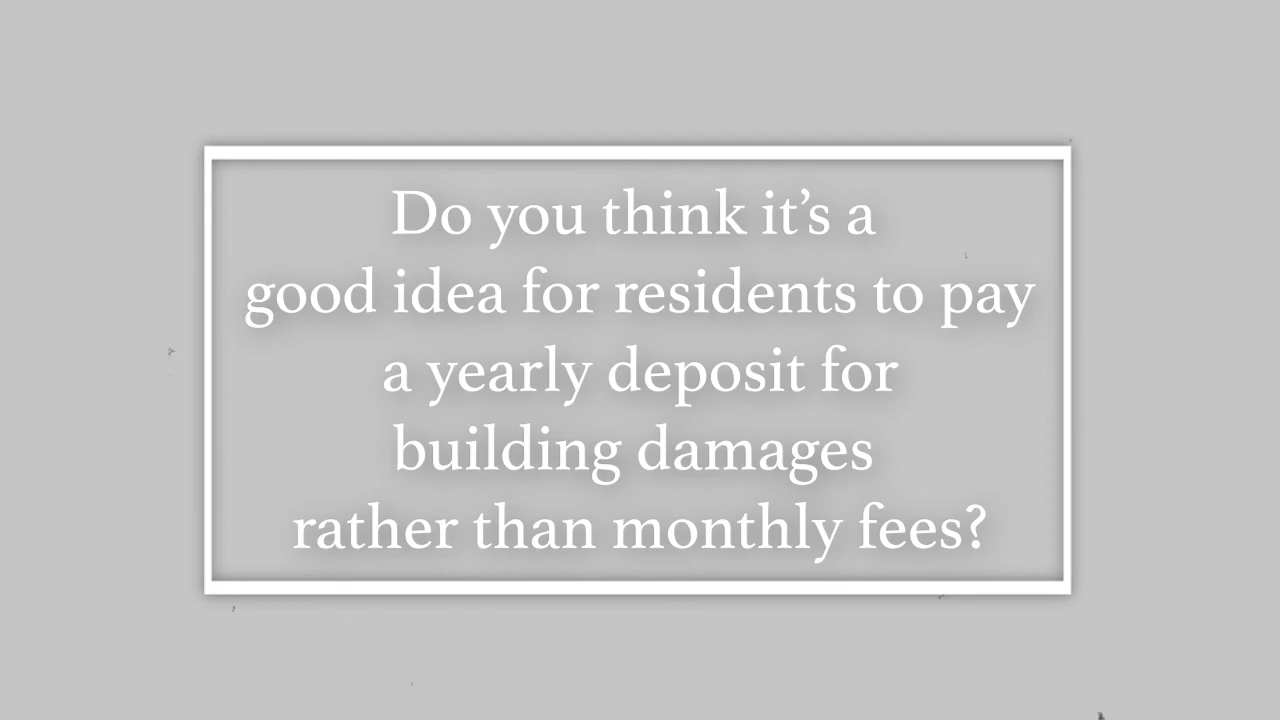 Do you think it’s a
good idea for residents to pay
a yearly deposit for
building damages
rather than monthly fees?